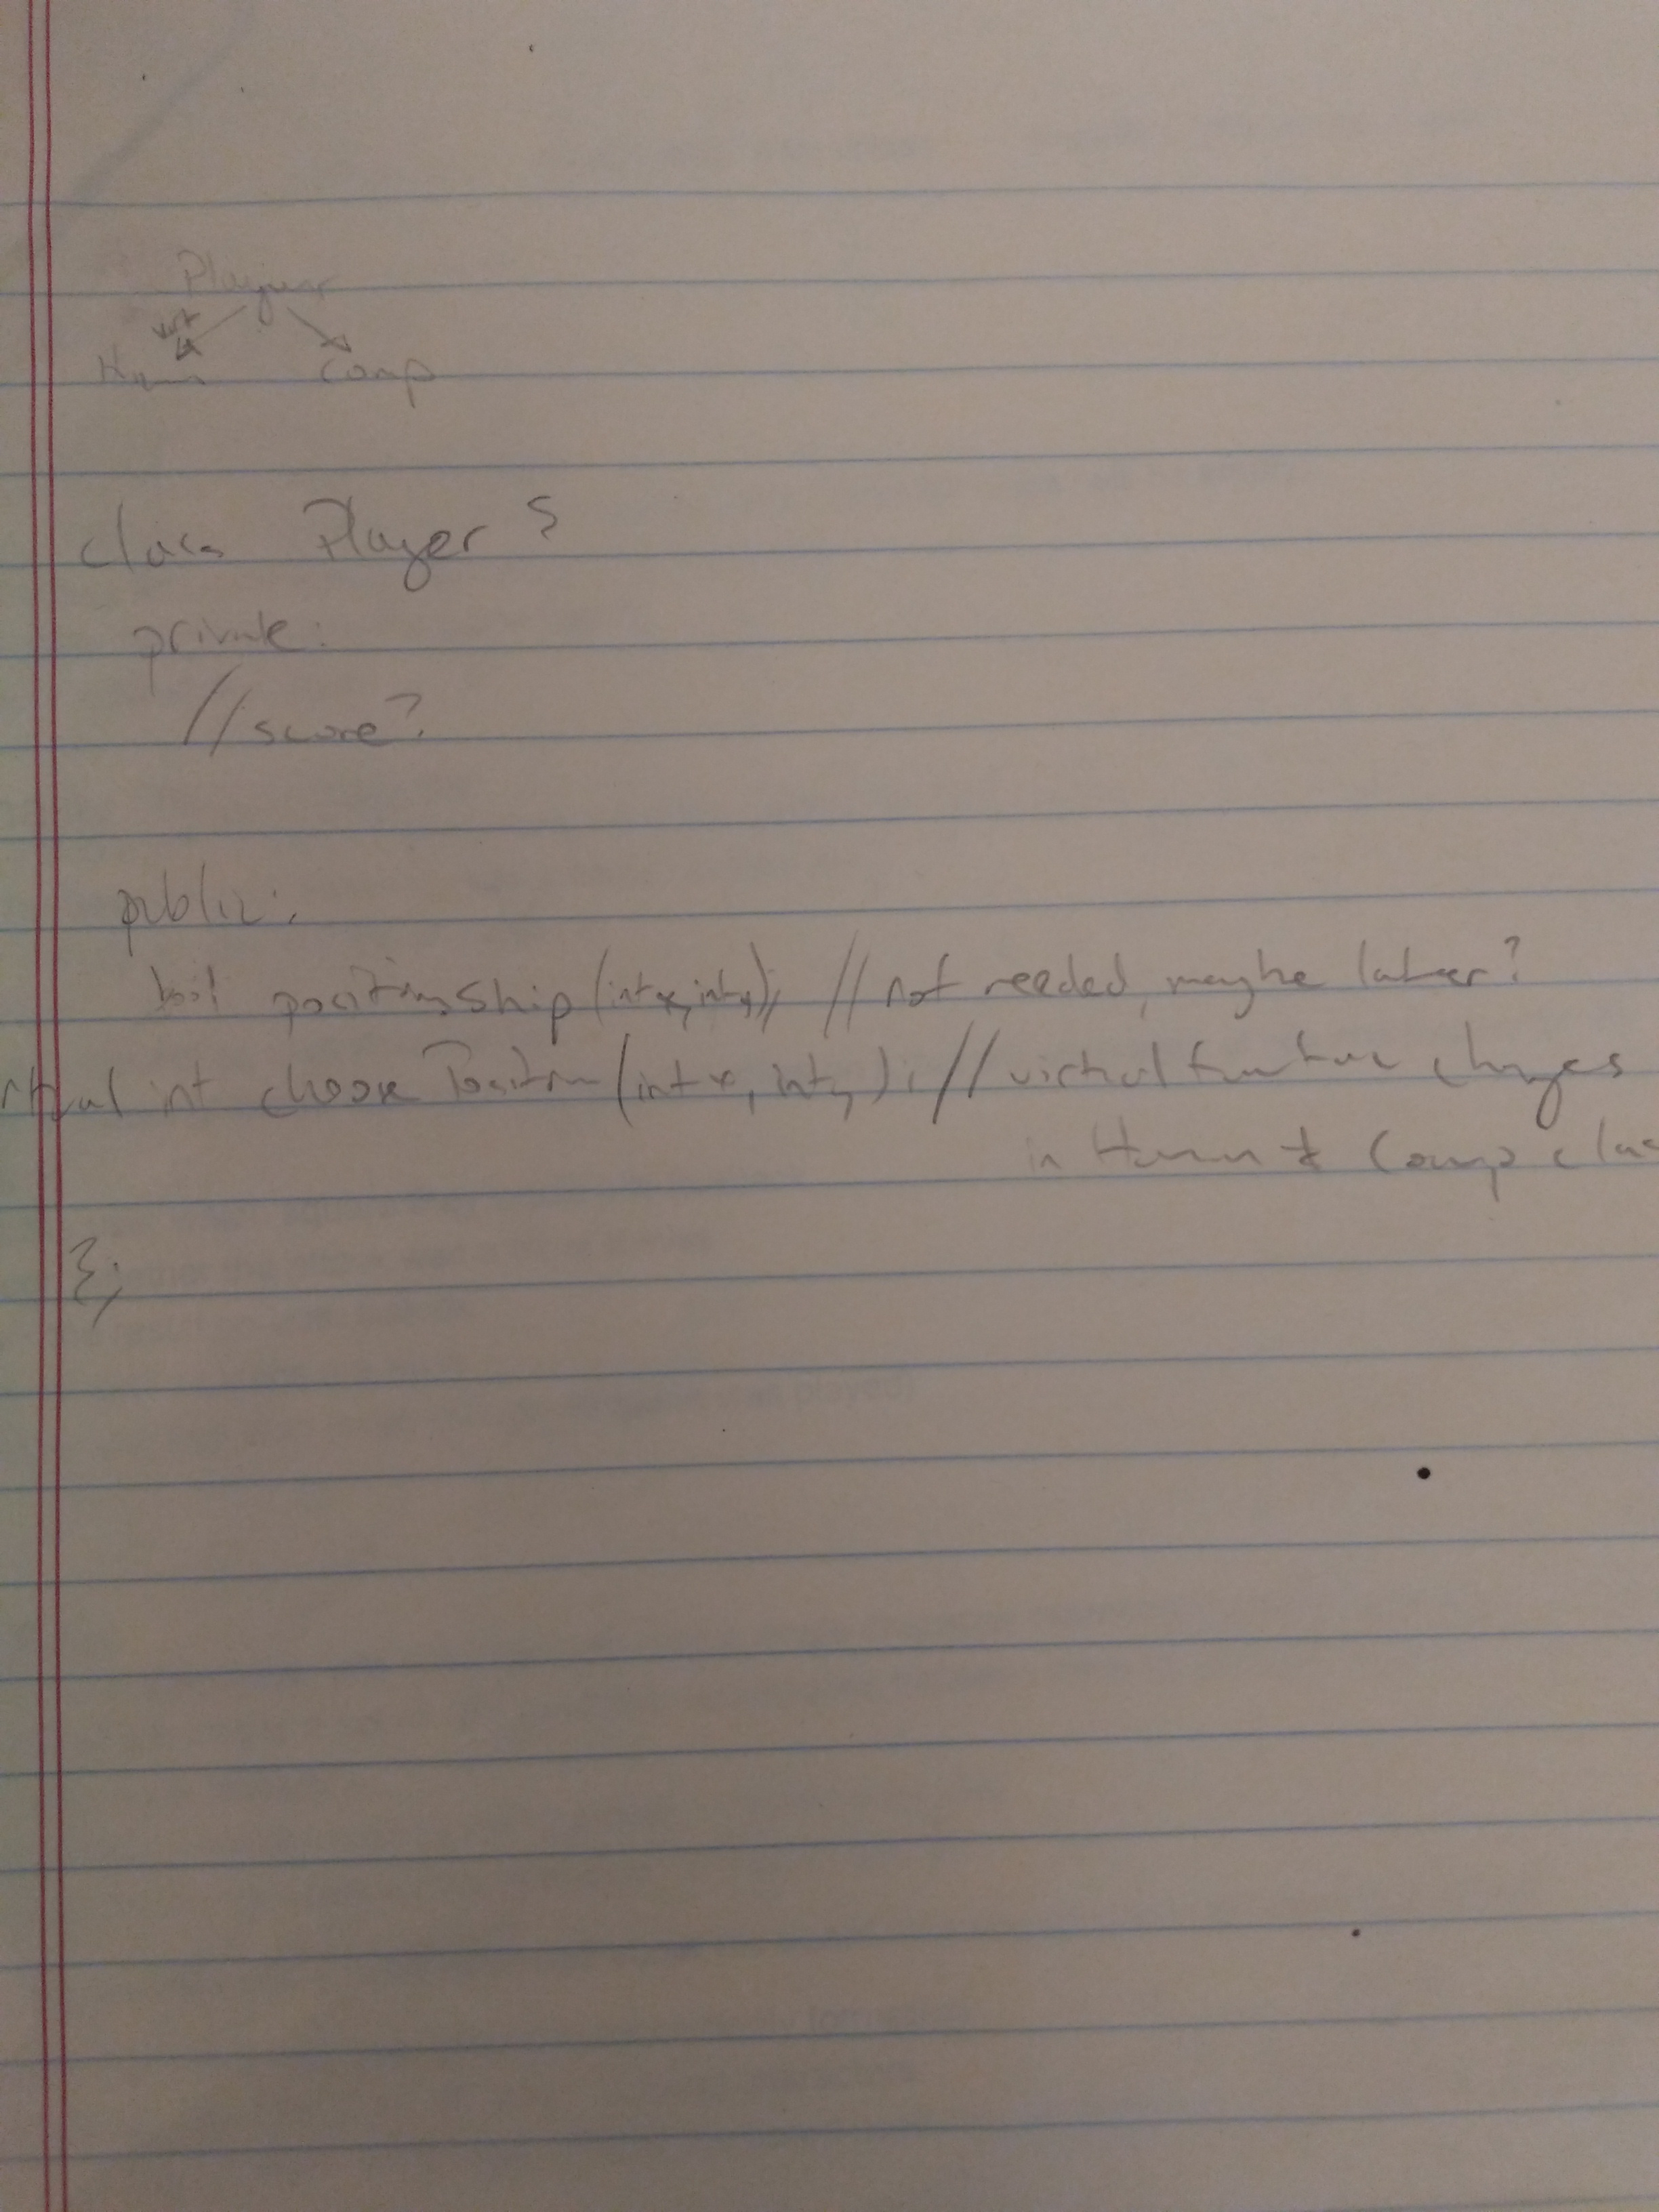 Player
Human Comp
class Player {
private:
//score?
public:
bool positionShip(int x, int y); // not needed, maybe later?
rtual int choosePosition(int x, int y); // virtual function changes
in Human & Comp clas
};